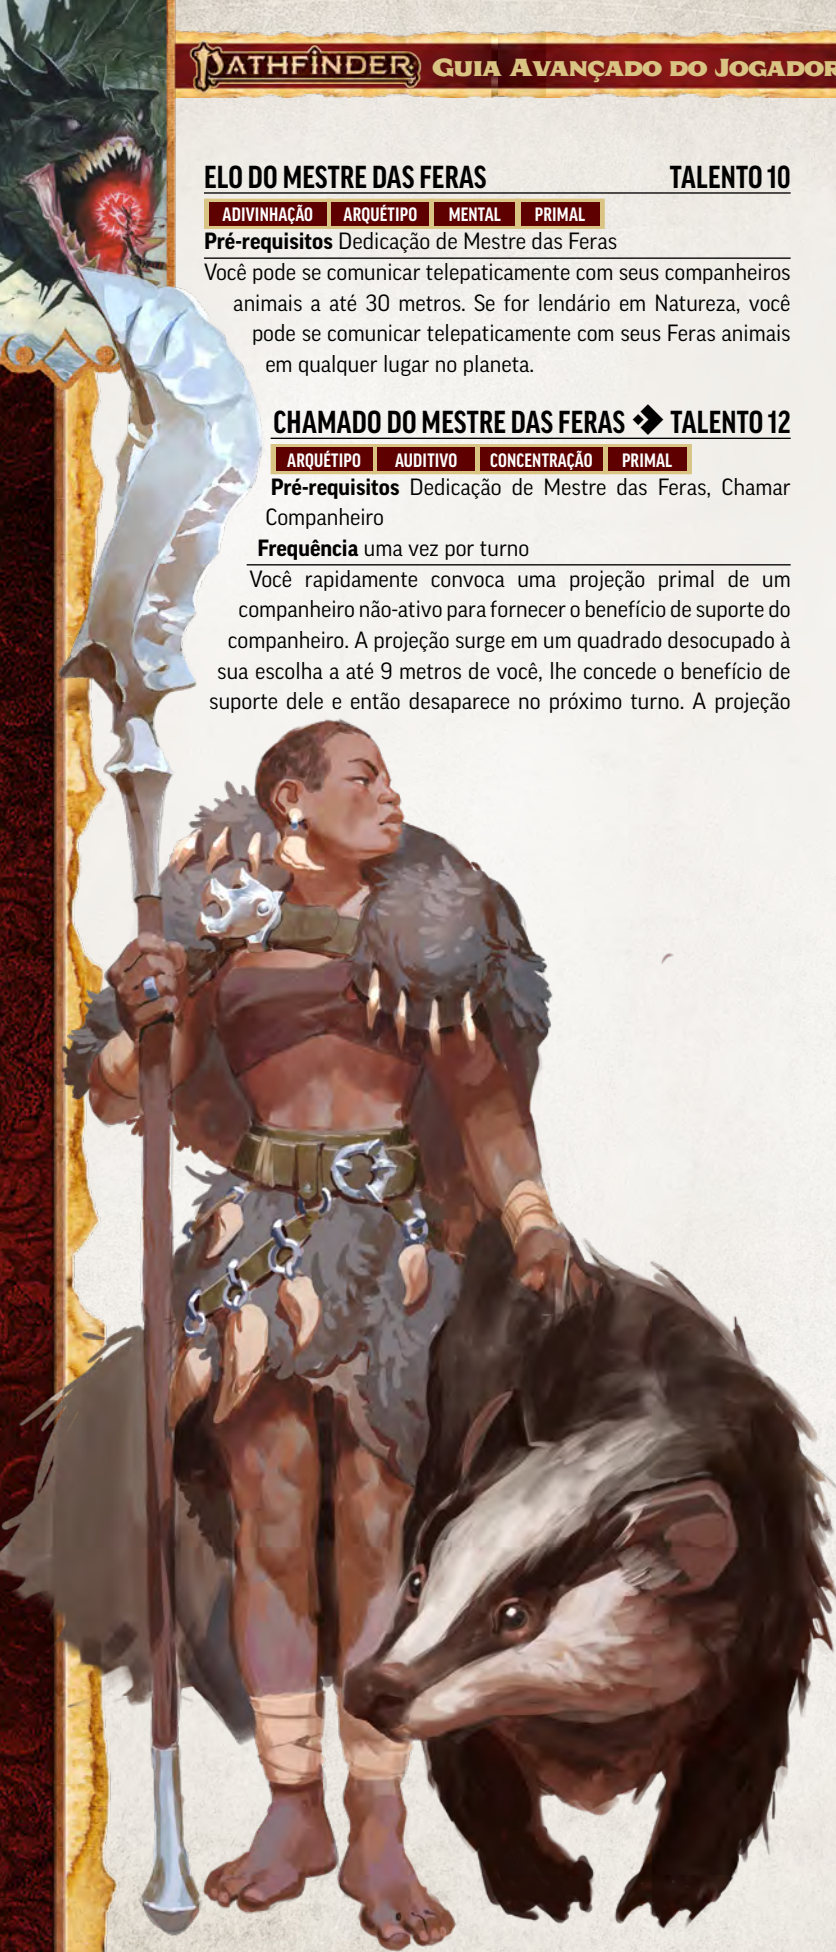 PATHFINDER GUIA AVANÇADO DO JOGADOR
ELO DO MESTRE DAS FERAS TALENTO 10
ADIVINHAÇÃO ARQUÉTIPO MENTAL PRIMAL
Pré-requisitos Dedicação de Mestre das Feras
Você pode se comunicar telepaticamente com seus companheiros
animais a até 30 metros. Se for lendário em Natureza, você
pode se comunicar telepaticamente com seus Feras animais
em qualquer lugar no planeta.
CHAMADO DO MESTRE DAS FERAS TALENTO 12
ARQUÉTIPO AUDITIVO CONCENTRAÇÃO PRIMAL
Pré-requisitos Dedicação de Mestre das Feras, Chamar
Companheiro
Frequência uma vez por turno
Você rapidamente convoca uma projeção primal de um
companheiro não-ativo para fornecer o benefício de suporte do
companheiro. A projeção surge em um quadrado desocupado à
sua escolha a até 9 metros de você, lhe concede o benefício de
suporte dele e então desaparece no próximo turno. A projeção